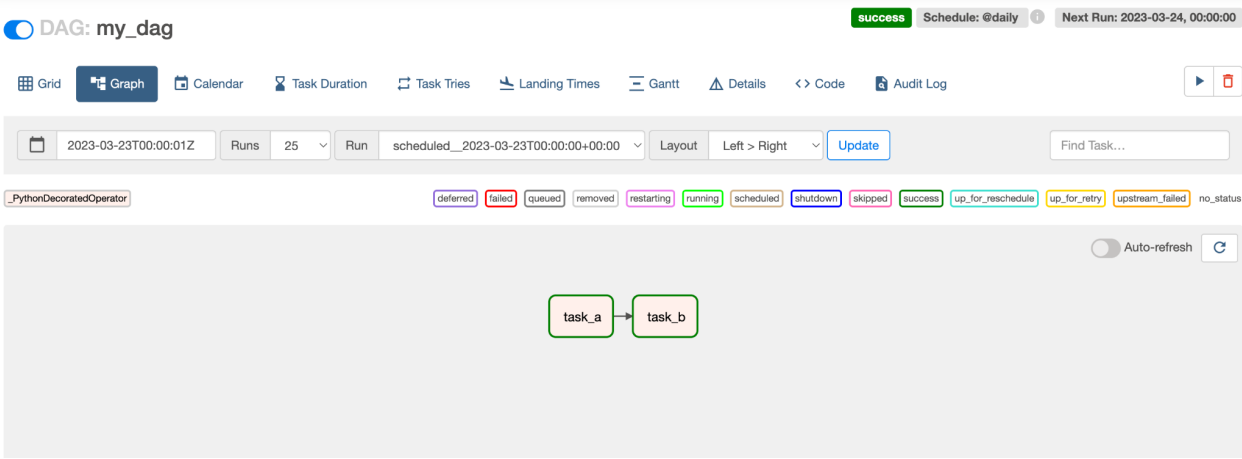 DAG: my_dag
success Schedule: @daily Next Run: 2023-03-24, 00:00:00
Grid Graph Calendar Task Duration Task Tries Landing Times Gantt Details <> Code Audit Log
2023-03-23T00:00:01Z Runs 25 Run scheduled__2023-03-23T00:00:00+00:00 Layout Left > Right Update Find Task...
_PythonDecoratedOperator deferred failed queued removed restarting running scheduled shutdown skipped success up_for_reschedule up_for_retry upstream_failed no_status
Auto-refresh
task_a task_b